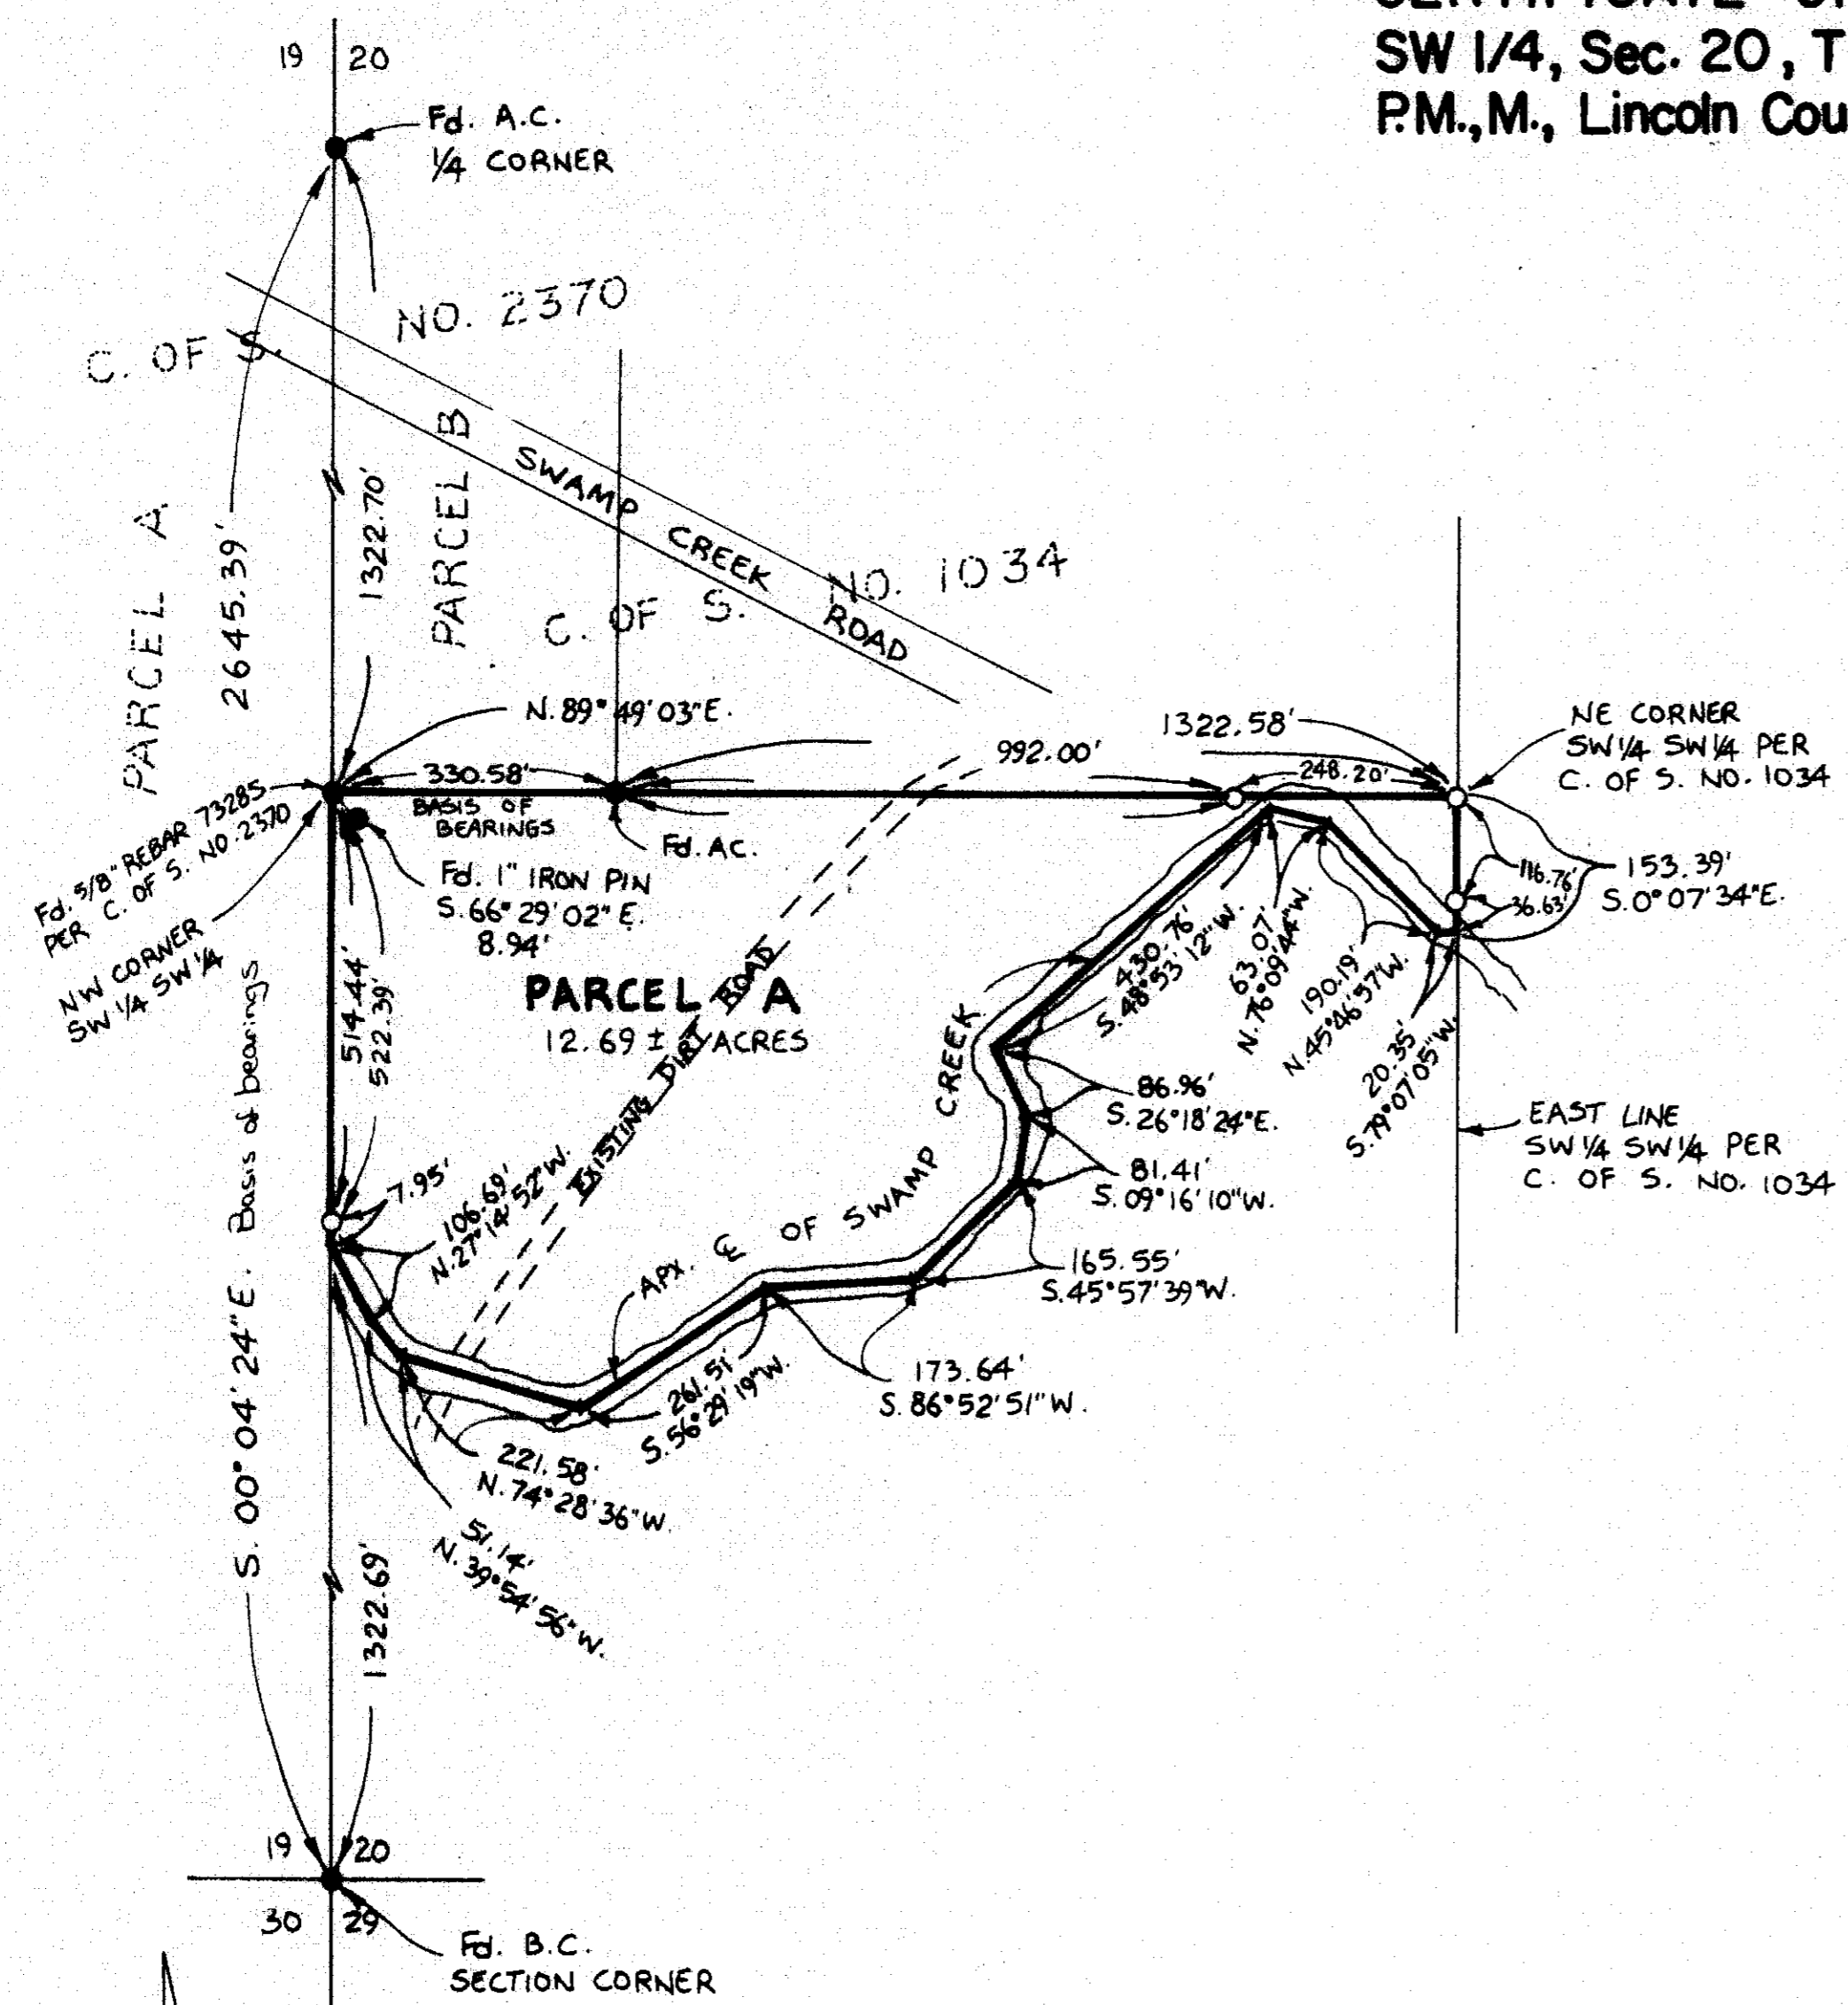 SW 1/4, Sec. 20, T
P.M., M., Lincoln Cou
19 20
Fd. A.C.
1/4 CORNER
C. OF S. NO. 2370
PARCEL A
2645.39'
1322.70'
PARCEL B
SWAMP CREEK ROAD
C. OF S. NO. 1034
N. 89° 49' 03" E.
330.58'
BASIS OF
BEARINGS
992.00'
1322.58'
248.20'
NE CORNER
SW 1/4 SW 1/4 PER
C. OF S. NO. 1034
Fd. 5/8" REBAR 7328S
PER C. OF S. NO. 2370
NW CORNER
SW 1/4 SW 1/4
Fd. A.C.
Fd. 1" IRON PIN
S. 66° 29' 02" E.
8.94'
116.76'
36.63'
153.39'
S. 0° 07' 34" E.
PARCEL A
12.69 ± ACRES
EXISTING DIRT ROAD
514.44'
522.39'
430.76'
S. 48° 53' 12" W.
63.07'
N. 76° 09' 44" W.
190.19'
N. 45° 46' 57" W.
20.35'
S. 79° 07' 05" W.
86.96'
S. 26° 18' 24" E.
81.41'
S. 09° 16' 10" W.
EAST LINE
SW 1/4 SW 1/4 PER
C. OF S. NO. 1034
7.95'
106.69'
N. 27° 14' 52" W.
APX. ℄ OF SWAMP CREEK
165.55'
S. 45° 57' 39" W.
173.64'
S. 86° 52' 51" W.
261.51'
S. 56° 29' 19" W.
221.58'
N. 74° 28' 36" W.
51.14'
N. 39° 54' 56" W.
S. 00° 04' 24" E. Basis of bearings
1322.69'
19 20
30 29
Fd. B.C.
SECTION CORNER